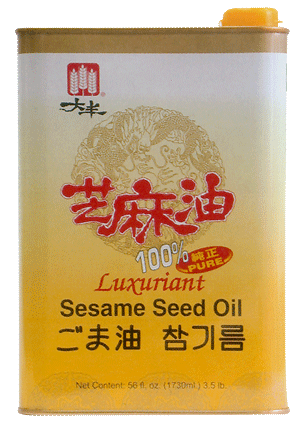 大丰
芝麻油
100% 純正
PURE
Luxuriant
Sesame Seed Oil
ごま油 참기름
Net Content: 56 fl. oz. (1730ml.) 3.5 lb.